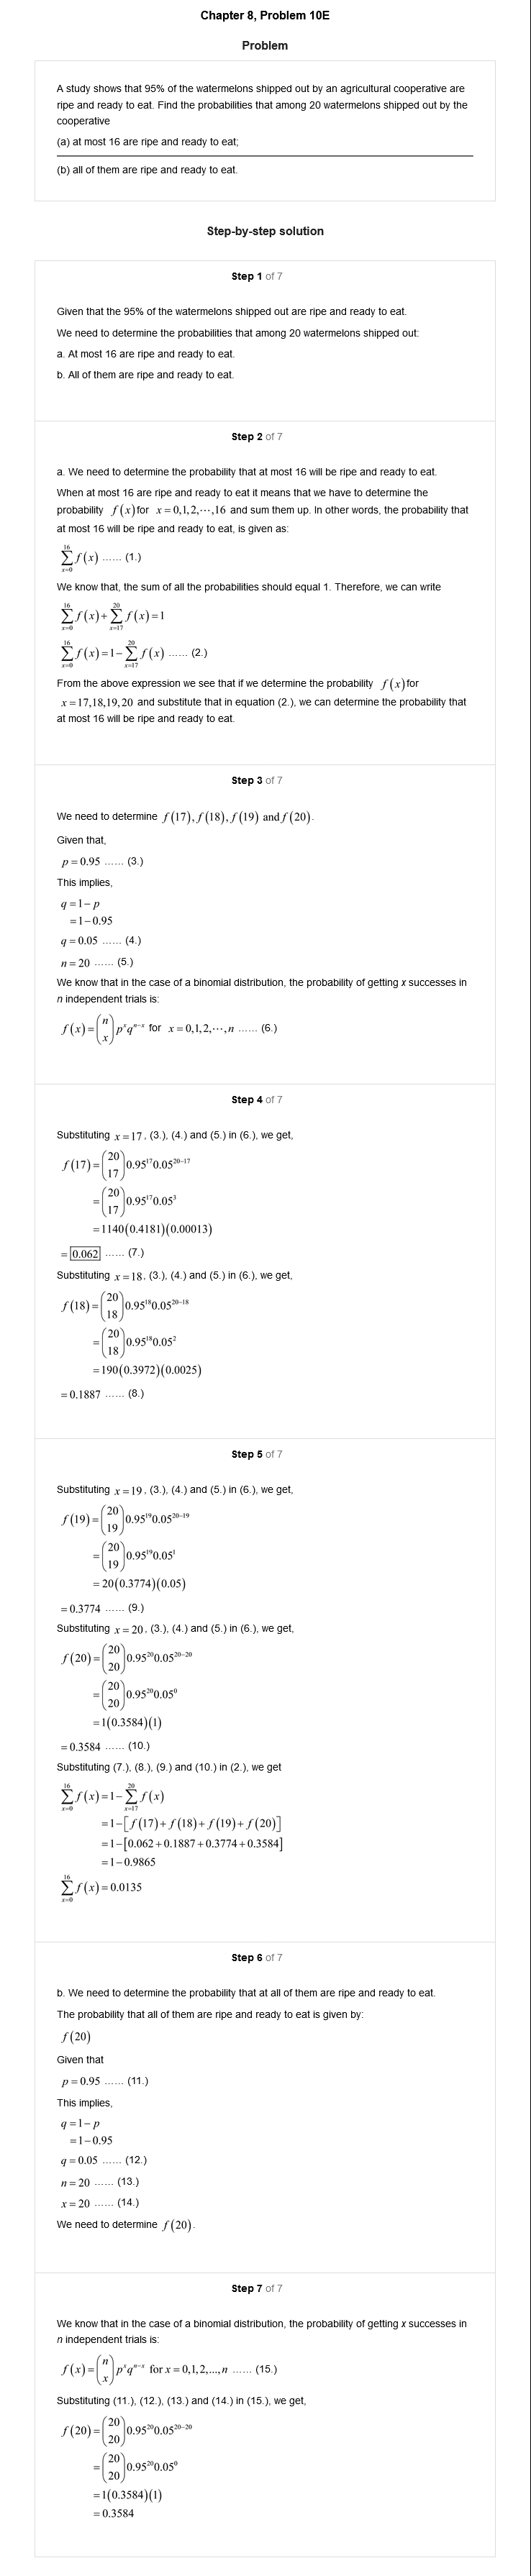 Chapter 8, Problem 10E
Problem
A study shows that 95% of the watermelons shipped out by an agricultural cooperative are
ripe and ready to eat. Find the probabilities that among 20 watermelons shipped out by the
cooperative
(a) at most 16 are ripe and ready to eat;
(b) all of them are ripe and ready to eat.
Step-by-step solution
Step 1 of 7
Given that the 95% of the watermelons shipped out are ripe and ready to eat.
We need to determine the probabilities that among 20 watermelons shipped out:
a. At most 16 are ripe and ready to eat.
b. All of them are ripe and ready to eat.
Step 2 of 7
a. We need to determine the probability that at most 16 will be ripe and ready to eat.
When at most 16 are ripe and ready to eat it means that we have to determine the
probability f(x) for x = 0,1,2,⋯,16 and sum them up. In other words, the probability that
at most 16 will be ripe and ready to eat, is given as:
\sum_{x=0}^{16} f(x) ...... (1.)
We know that, the sum of all the probabilities should equal 1. Therefore, we can write
\sum_{x=0}^{16} f(x) + \sum_{x=17}^{20} f(x) = 1
\sum_{x=0}^{16} f(x) = 1 - \sum_{x=17}^{20} f(x) ...... (2.)
From the above expression we see that if we determine the probability f(x) for
x = 17,18,19,20 and substitute that in equation (2.), we can determine the probability that
at most 16 will be ripe and ready to eat.
Step 3 of 7
We need to determine f(17), f(18), f(19) and f(20).
Given that,
p = 0.95 ...... (3.)
This implies,
q = 1 − p
= 1 − 0.95
q = 0.05 ...... (4.)
n = 20 ...... (5.)
We know that in the case of a binomial distribution, the probability of getting x successes in
n independent trials is:
f(x) = \binom{n}{x} p^x q^{n-x} for x = 0,1,2,⋯,n ...... (6.)
Step 4 of 7
Substituting x = 17, (3.), (4.) and (5.) in (6.), we get,
f(17) = \binom{20}{17} 0.95^{17} 0.05^{20-17}
= \binom{20}{17} 0.95^{17} 0.05^3
= 1140(0.4181)(0.00013)
= 0.062 ...... (7.)
Substituting x = 18, (3.), (4.) and (5.) in (6.), we get,
f(18) = \binom{20}{18} 0.95^{18} 0.05^{20-18}
= \binom{20}{18} 0.95^{18} 0.05^2
= 190(0.3972)(0.0025)
= 0.1887 ...... (8.)
Step 5 of 7
Substituting x = 19, (3.), (4.) and (5.) in (6.), we get,
f(19) = \binom{20}{19} 0.95^{19} 0.05^{20-19}
= \binom{20}{19} 0.95^{19} 0.05^1
= 20(0.3774)(0.05)
= 0.3774 ...... (9.)
Substituting x = 20, (3.), (4.) and (5.) in (6.), we get,
f(20) = \binom{20}{20} 0.95^{20} 0.05^{20-20}
= \binom{20}{20} 0.95^{20} 0.05^0
= 1(0.3584)(1)
= 0.3584 ...... (10.)
Substituting (7.), (8.), (9.) and (10.) in (2.), we get
\sum_{x=0}^{16} f(x) = 1 - \sum_{x=17}^{20} f(x)
= 1 − [f(17) + f(18) + f(19) + f(20)]
= 1 − [0.062 + 0.1887 + 0.3774 + 0.3584]
= 1 − 0.9865
\sum_{x=0}^{16} f(x) = 0.0135
Step 6 of 7
b. We need to determine the probability that at all of them are ripe and ready to eat.
The probability that all of them are ripe and ready to eat is given by:
f(20)
Given that
p = 0.95 ...... (11.)
This implies,
q = 1 − p
= 1 − 0.95
q = 0.05 ...... (12.)
n = 20 ...... (13.)
x = 20 ...... (14.)
We need to determine f(20).
Step 7 of 7
We know that in the case of a binomial distribution, the probability of getting x successes in
n independent trials is:
f(x) = \binom{n}{x} p^x q^{n-x} for x = 0,1,2,...,n ...... (15.)
Substituting (11.), (12.), (13.) and (14.) in (15.), we get,
f(20) = \binom{20}{20} 0.95^{20} 0.05^{20-20}
= \binom{20}{20} 0.95^{20} 0.05^0
= 1(0.3584)(1)
= 0.3584